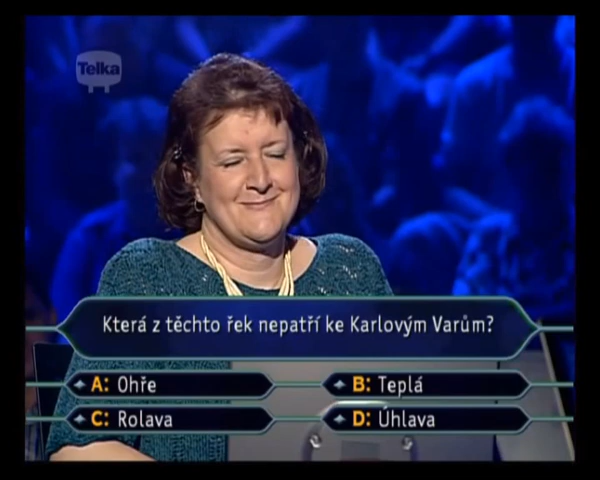 Telka
Která z těchto řek nepatří ke Karlovým Varům?
A: Ohře
B: Teplá
C: Rolava
D: Úhlava